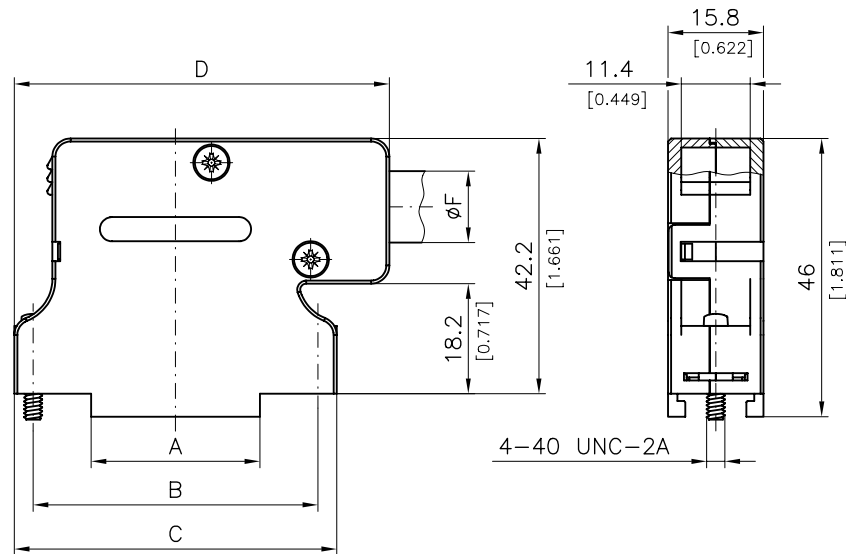 15.8
[0.622]
D
11.4
[0.449]
øF
42.2
[1.661]
46
[1.811]
18.2
[0.717]
A
4-40 UNC-2A
B
C